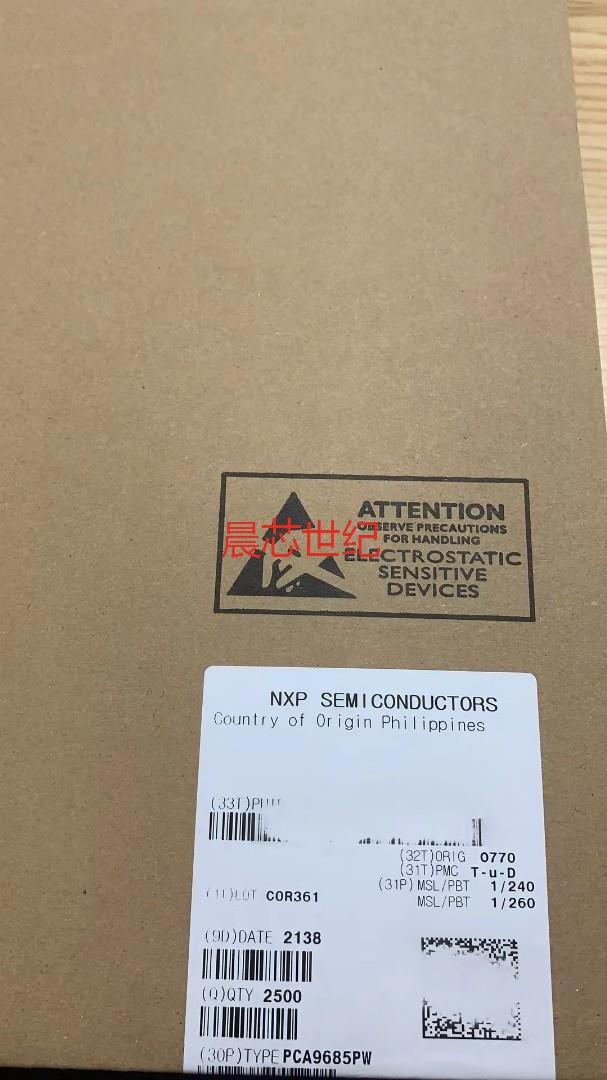 ATTENTION
OBSERVE PRECAUTIONS
FOR HANDLING
ELECTROSTATIC
SENSITIVE
DEVICES
晨芯世纪
NXP SEMICONDUCTORS
Country of Origin Philippines
(33T)
(32T)ORIG 0770
(31T)PMC T-u-D
(31P)MSL/PBT 1/240
MSL/PBT 1/260
LOT COR361
(9D)DATE 2138
(Q)QTY 2500
(30P)TYPE PCA9685PW